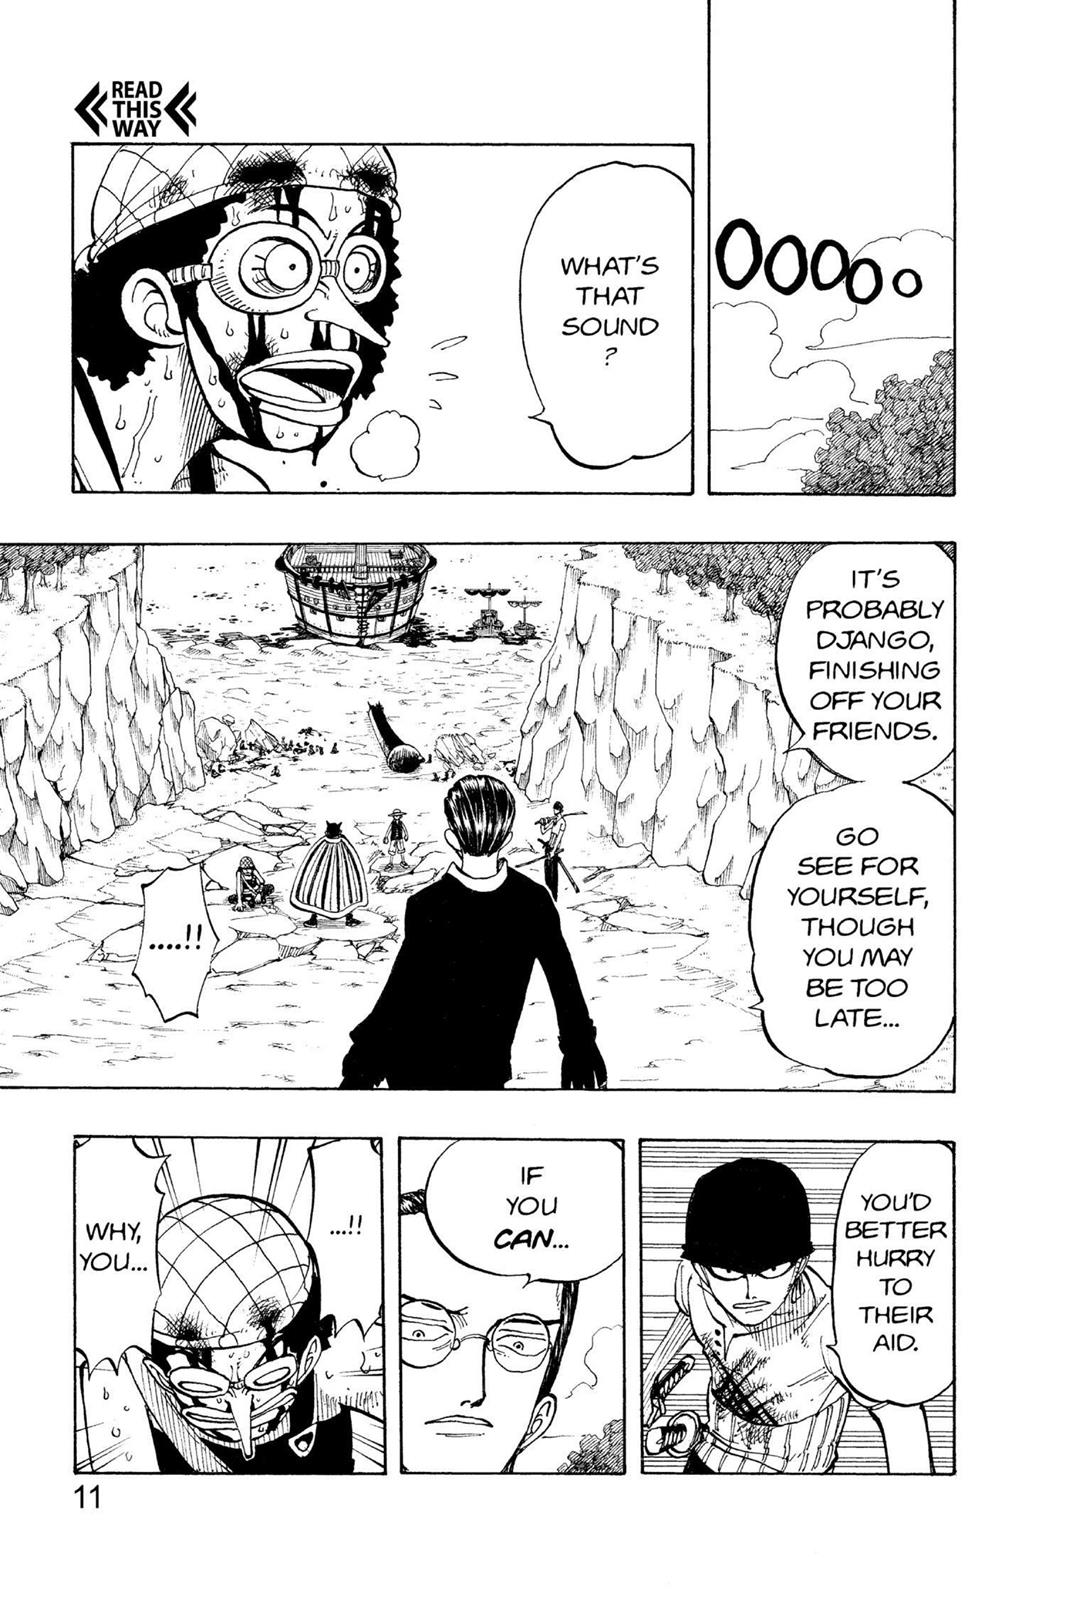 READ
THIS
WAY
OOOOO
WHAT'S
THAT
SOUND
?
IT'S
PROBABLY
DJANGO,
FINISHING
OFF YOUR
FRIENDS.
GO
SEE FOR
YOURSELF,
THOUGH
YOU MAY
BE TOO
LATE...
.....!!
YOU'D
BETTER
HURRY
TO
THEIR
AID.
IF
YOU
CAN...
...!!
WHY,
YOU...
11